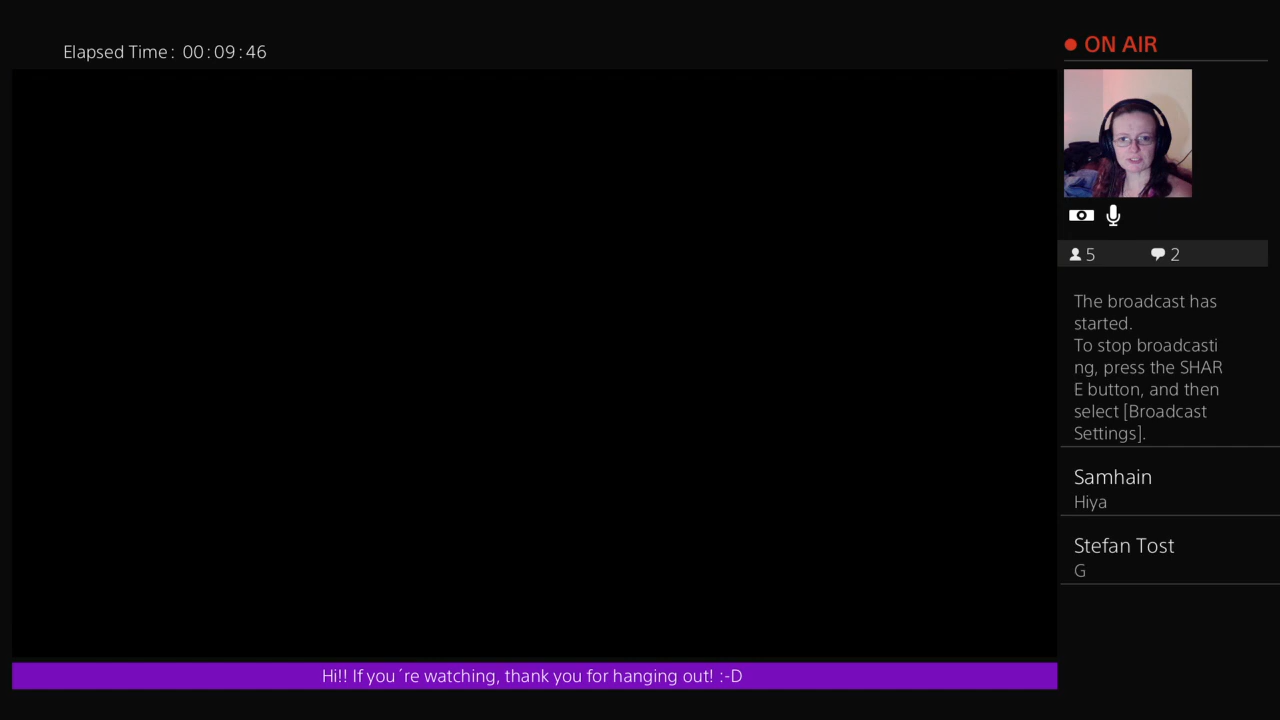 Elapsed Time: 00:09:46
ON AIR
5 2
The broadcast has
started.
To stop broadcasti
ng, press the SHAR
E button, and then
select [Broadcast
Settings].
Samhain
Hiya
Stefan Tost
G
Hi!! If you´re watching, thank you for hanging out! :-D